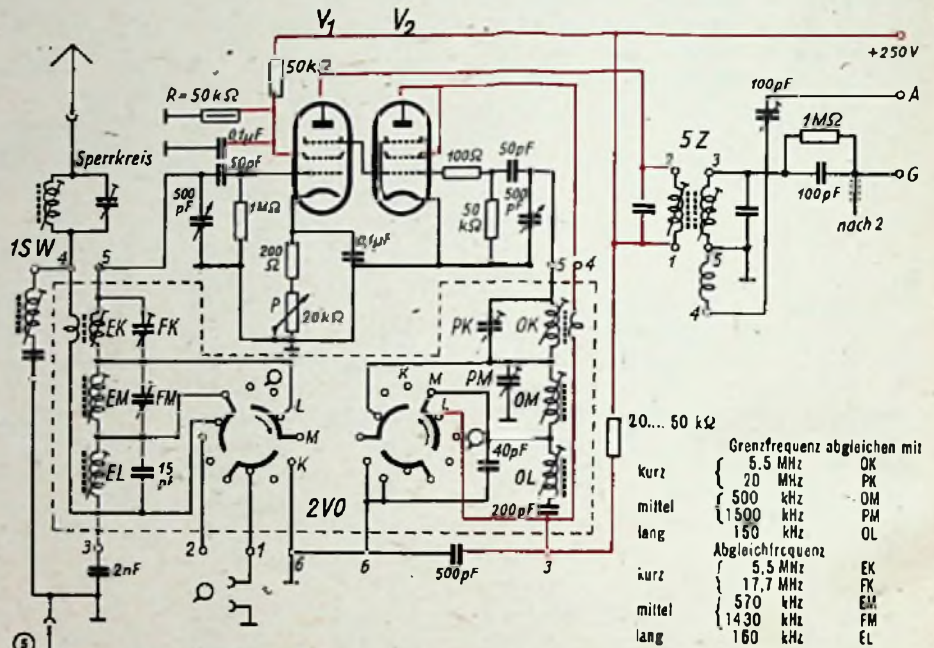 V1 V2
+250V
50kΩ
R = 50kΩ
0,1µF
50pF
Sperrkreis
500 pF
1MΩ
100Ω
50pF
500 pF
50 kΩ
200 Ω
0,1µF
P
20kΩ
100pF
A
1MΩ
5Z
2
3
100pF
G
nach 2
1
5
4
1SW
4
5
5
4
EK FK
PK OK
EM FM
PM OM
EL
15 pF
L
M
K
K
M
L
40pF
OL
2VO
200pF
3
2nF
2
1
6
6
500pF
3
20.... 50 kΩ
5
Grenzfrequenz abgleichen mit
kurz 5.5 MHz OK
20 MHz PK
mittel 500 kHz OM
1500 kHz PM
lang 150 kHz OL
Abgleichfrequenz
kurz 5,5 MHz EK
17,7 MHz FK
mittel 570 kHz EM
1430 kHz FM
lang 160 kHz EL